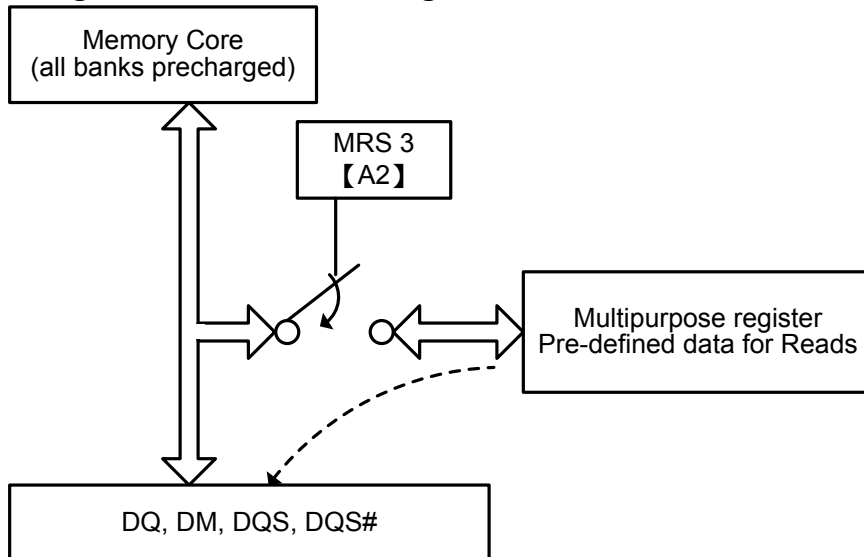 Memory Core
(all banks precharged)
MRS 3
【A2】
Multipurpose register
Pre-defined data for Reads
DQ, DM, DQS, DQS#